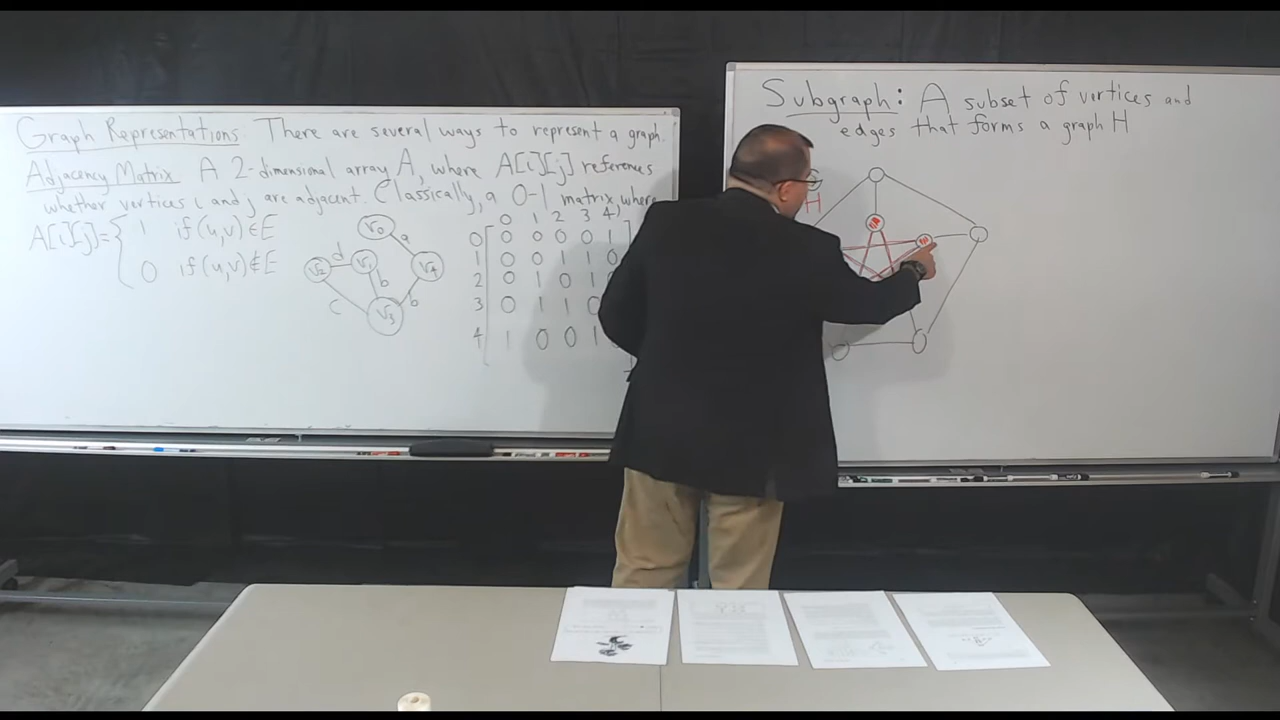 Graph Representations There are several ways to represent a graph.
Adjacency Matrix A 2-dimensional array A, where A[i][j] references
whether vertices i and j are adjacent. Classically, a 0-1 matrix, where
A[i][j]= { 1 if (u,v) ∈ E
0 if (u,v) ∉ E
V0
a
V2 d V1 V4
b
c b
V3
0 1 2 3 4
0 0 0 0 0 1
1 0 0 1 1 0
2 0 1 0 1
3 0 1 1 0
4 1 0 0 1
Subgraph: A subset of vertices and
edges that forms a graph H
H